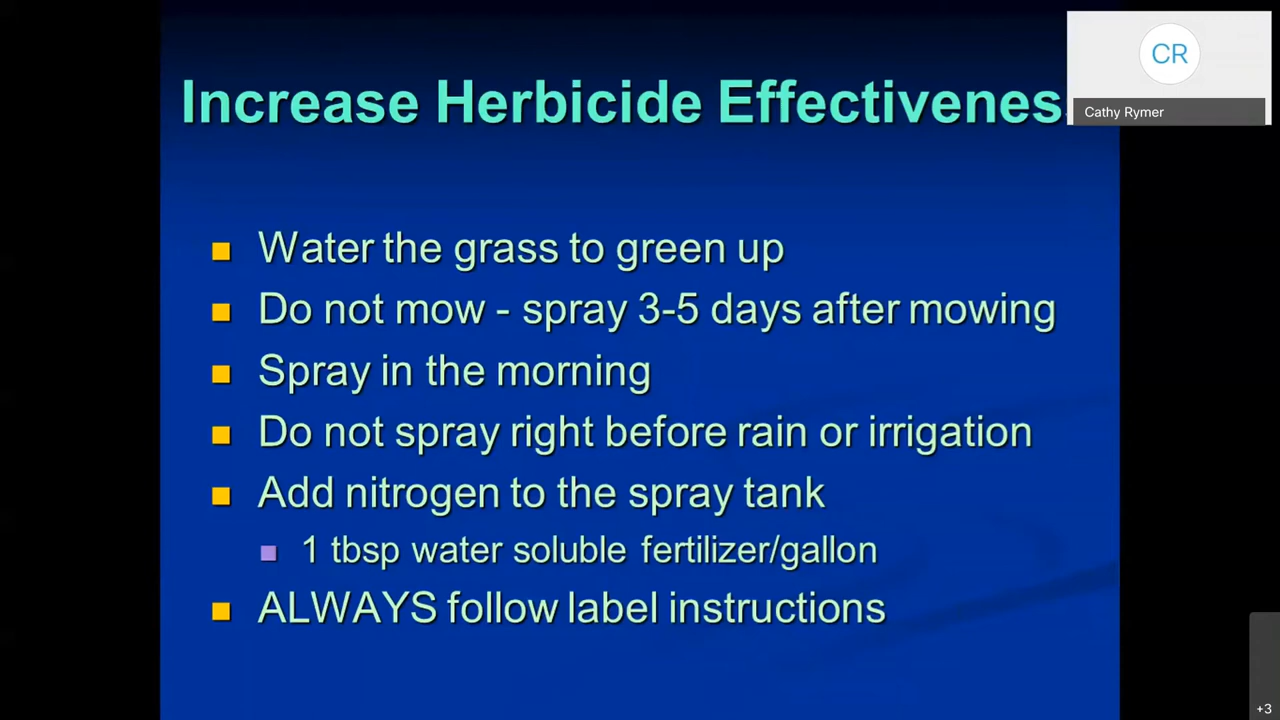 CR
Cathy Rymer
Increase Herbicide Effectivenes
Water the grass to green up
Do not mow - spray 3-5 days after mowing
Spray in the morning
Do not spray right before rain or irrigation
Add nitrogen to the spray tank
1 tbsp water soluble fertilizer/gallon
ALWAYS follow label instructions
+3